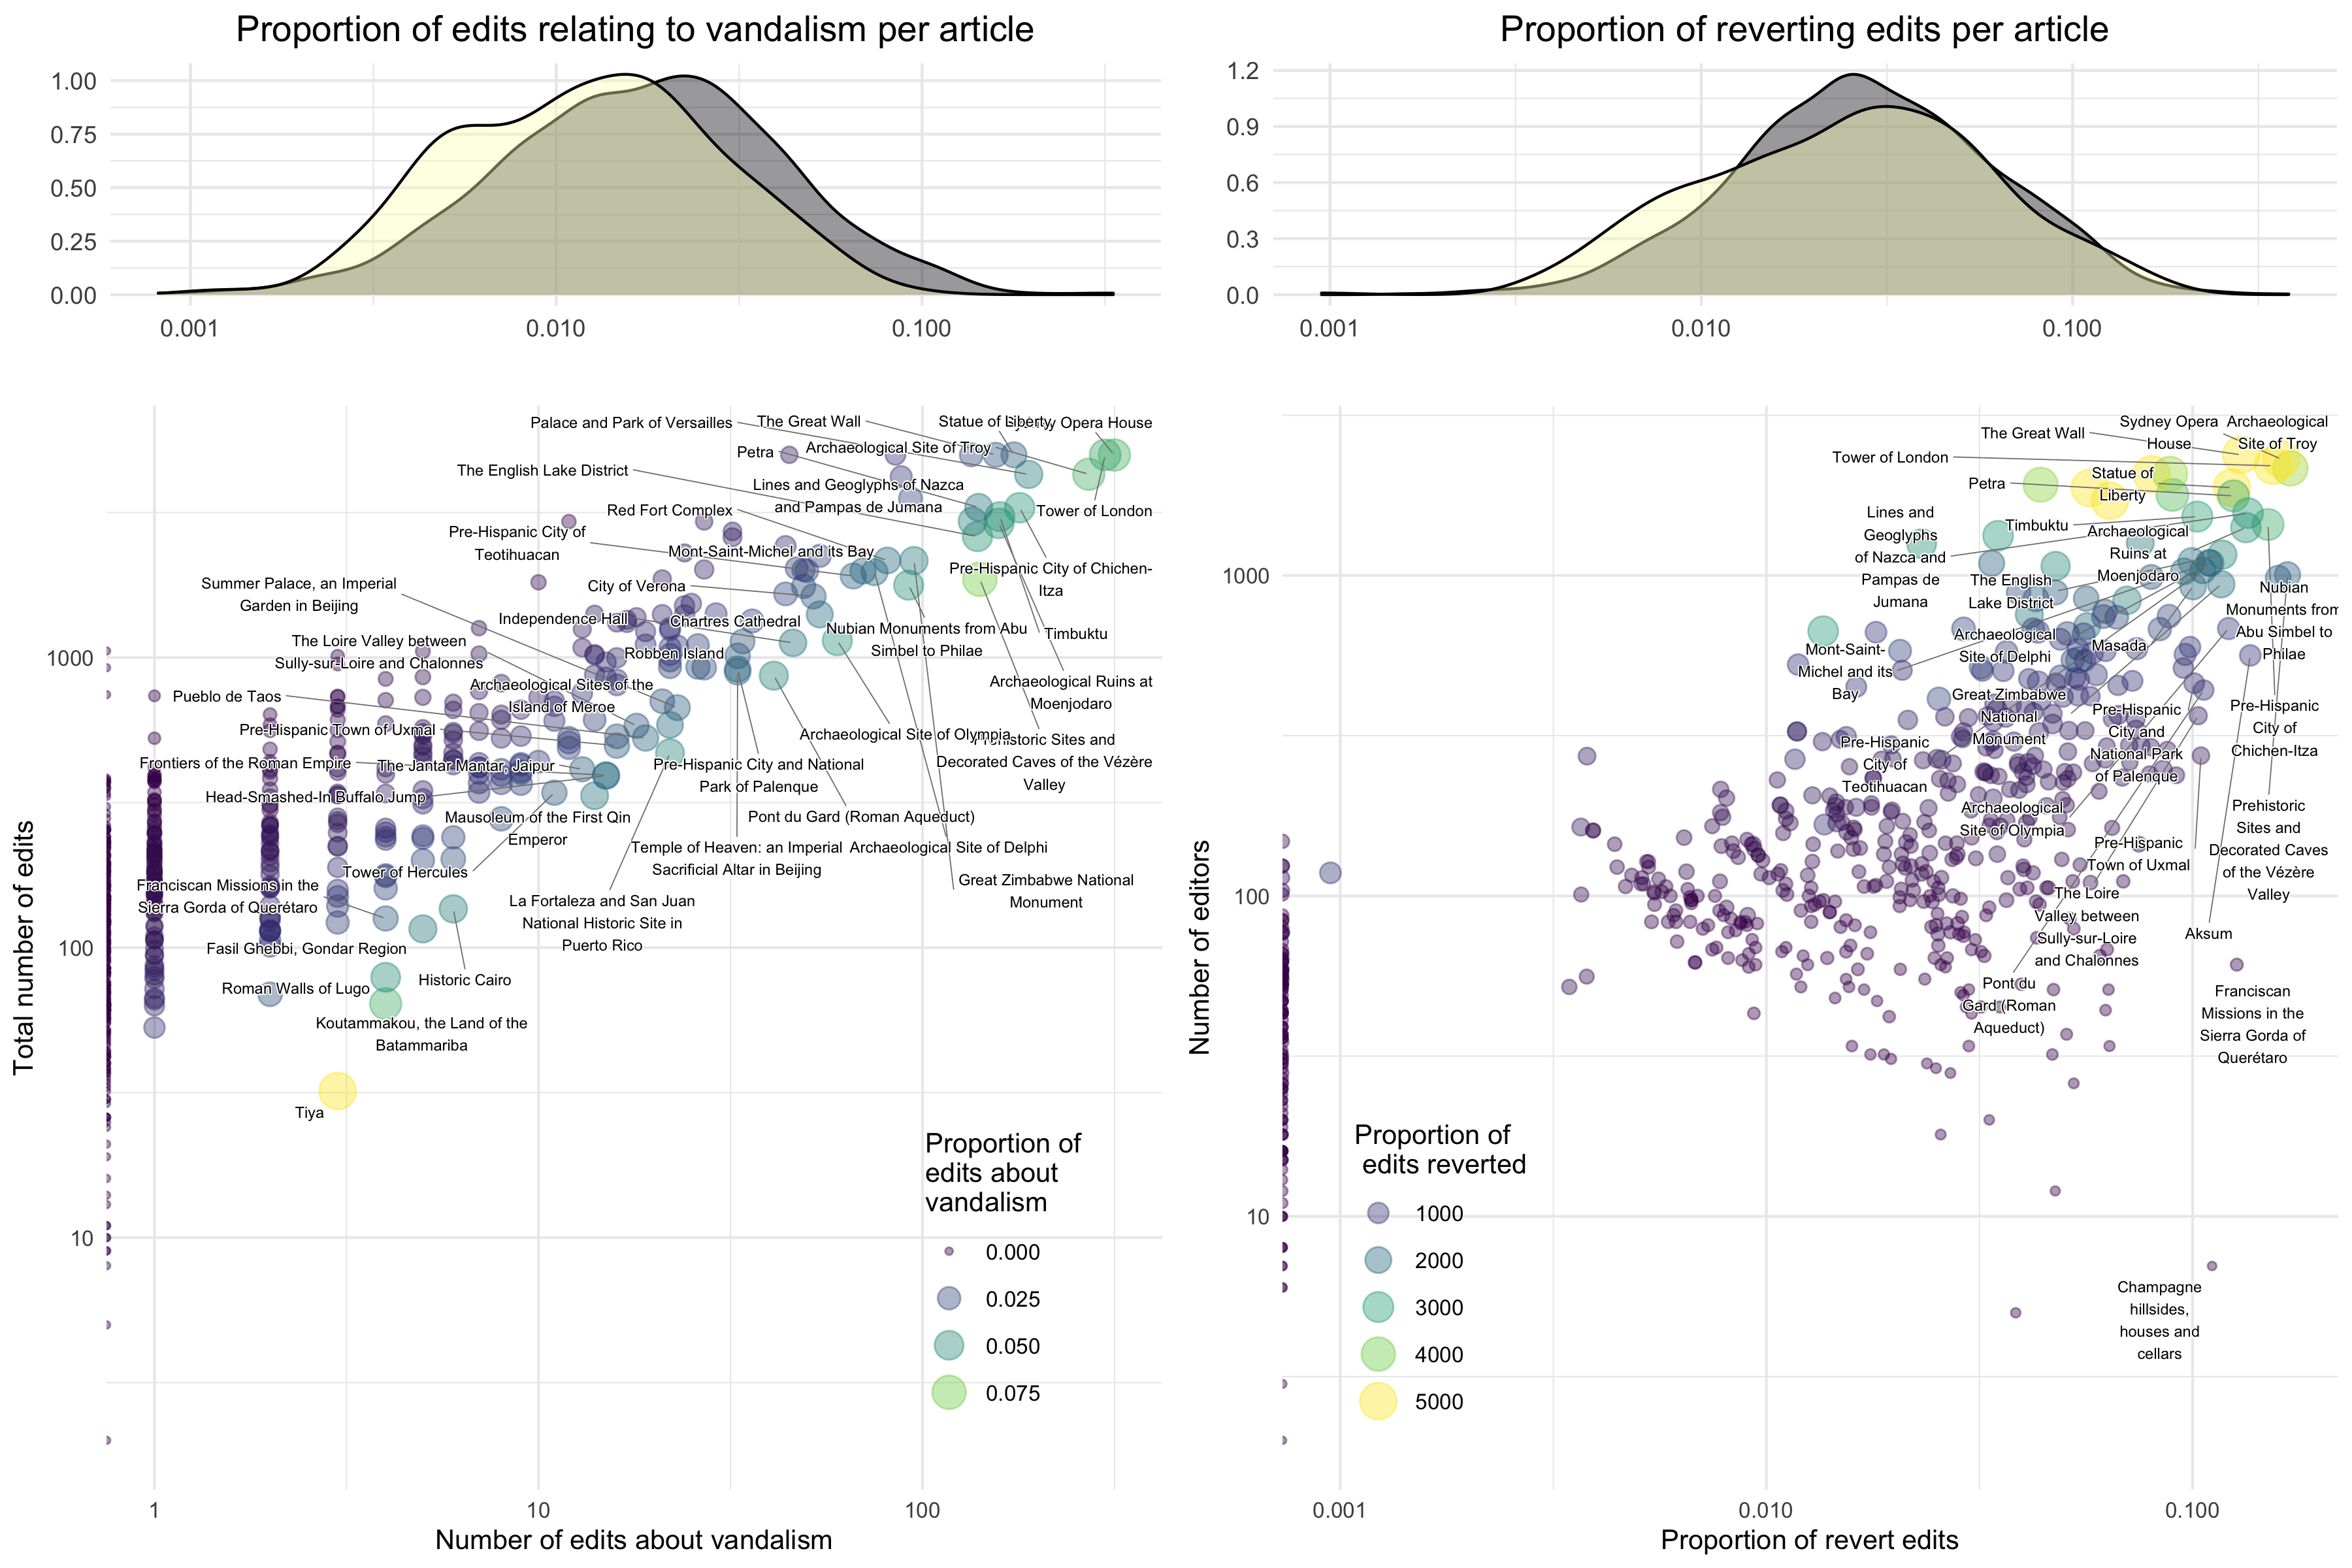 Proportion of edits relating to vandalism per article
1.00
0.75
0.50
0.25
0.00
0.001
0.010
0.100
Proportion of reverting edits per article
1.2
0.9
0.6
0.3
0.0
0.001
0.010
0.100
Total number of edits
1000
100
10
Palace and Park of Versailles
The Great Wall
Statue of Liberty
Opera House
Petra
Archaeological Site of Troy
The English Lake District
Lines and Geoglyphs of Nazca
and Pampas de Jumana
Red Fort Complex
Tower of London
Pre-Hispanic City of
Teotihuacan
Mont-Saint-Michel and its Bay
Pre-Hispanic City of Chichen-
Itza
Summer Palace, an Imperial
Garden in Beijing
City of Verona
Independence Hall
Chartres Cathedral
Nubian Monuments from Abu
Simbel to Philae
Timbuktu
The Loire Valley between
Sully-sur-Loire and Chalonnes
Robben Island
Archaeological Sites of the
Island of Meroe
Archaeological Ruins at
Moenjodaro
Pueblo de Taos
Pre-Hispanic Town of Uxmal
Archaeological Site of Olympia
Prehistoric Sites and
Decorated Caves of the Vézère
Valley
Frontiers of the Roman Empire
The Jantar Mantar, Jaipur
Pre-Hispanic City and National
Park of Palenque
Head-Smashed-In Buffalo Jump
Mausoleum of the First Qin
Emperor
Pont du Gard (Roman Aqueduct)
Temple of Heaven: an Imperial
Sacrificial Altar in Beijing
Archaeological Site of Delphi
Tower of Hercules
Great Zimbabwe National
Monument
Franciscan Missions in the
Sierra Gorda of Querétaro
La Fortaleza and San Juan
National Historic Site in
Puerto Rico
Fasil Ghebbi, Gondar Region
Historic Cairo
Roman Walls of Lugo
Koutammakou, the Land of the
Batammariba
Tiya
Proportion of
edits about
vandalism
0.000
0.025
0.050
0.075
1
10
100
Number of edits about vandalism
Number of editors
1000
100
10
Sydney Opera
House
Archaeological
Site of Troy
The Great Wall
Tower of London
Statue of
Liberty
Petra
Lines and
Geoglyphs
of Nazca and
Pampas de
Jumana
Timbuktu
Archaeological
Ruins at
Moenjodaro
The English
Lake District
Nubian
Monuments from
Abu Simbel to
Philae
Archaeological
Site of Delphi
Masada
Mont-Saint-
Michel and its
Bay
Great Zimbabwe
National
Monument
Pre-Hispanic
City and
National Park
of Palenque
Pre-Hispanic
City of
Chichen-Itza
Pre-Hispanic
City of
Teotihuacan
Archaeological
Site of Olympia
Prehistoric
Sites and
Decorated Caves
of the Vézère
Valley
Pre-Hispanic
Town of Uxmal
The Loire
Valley between
Sully-sur-Loire
and Chalonnes
Aksum
Pont du
Gard (Roman
Aqueduct)
Franciscan
Missions in the
Sierra Gorda of
Querétaro
Champagne
hillsides,
houses and
cellars
Proportion of
edits reverted
1000
2000
3000
4000
5000
0.001
0.010
0.100
Proportion of revert edits